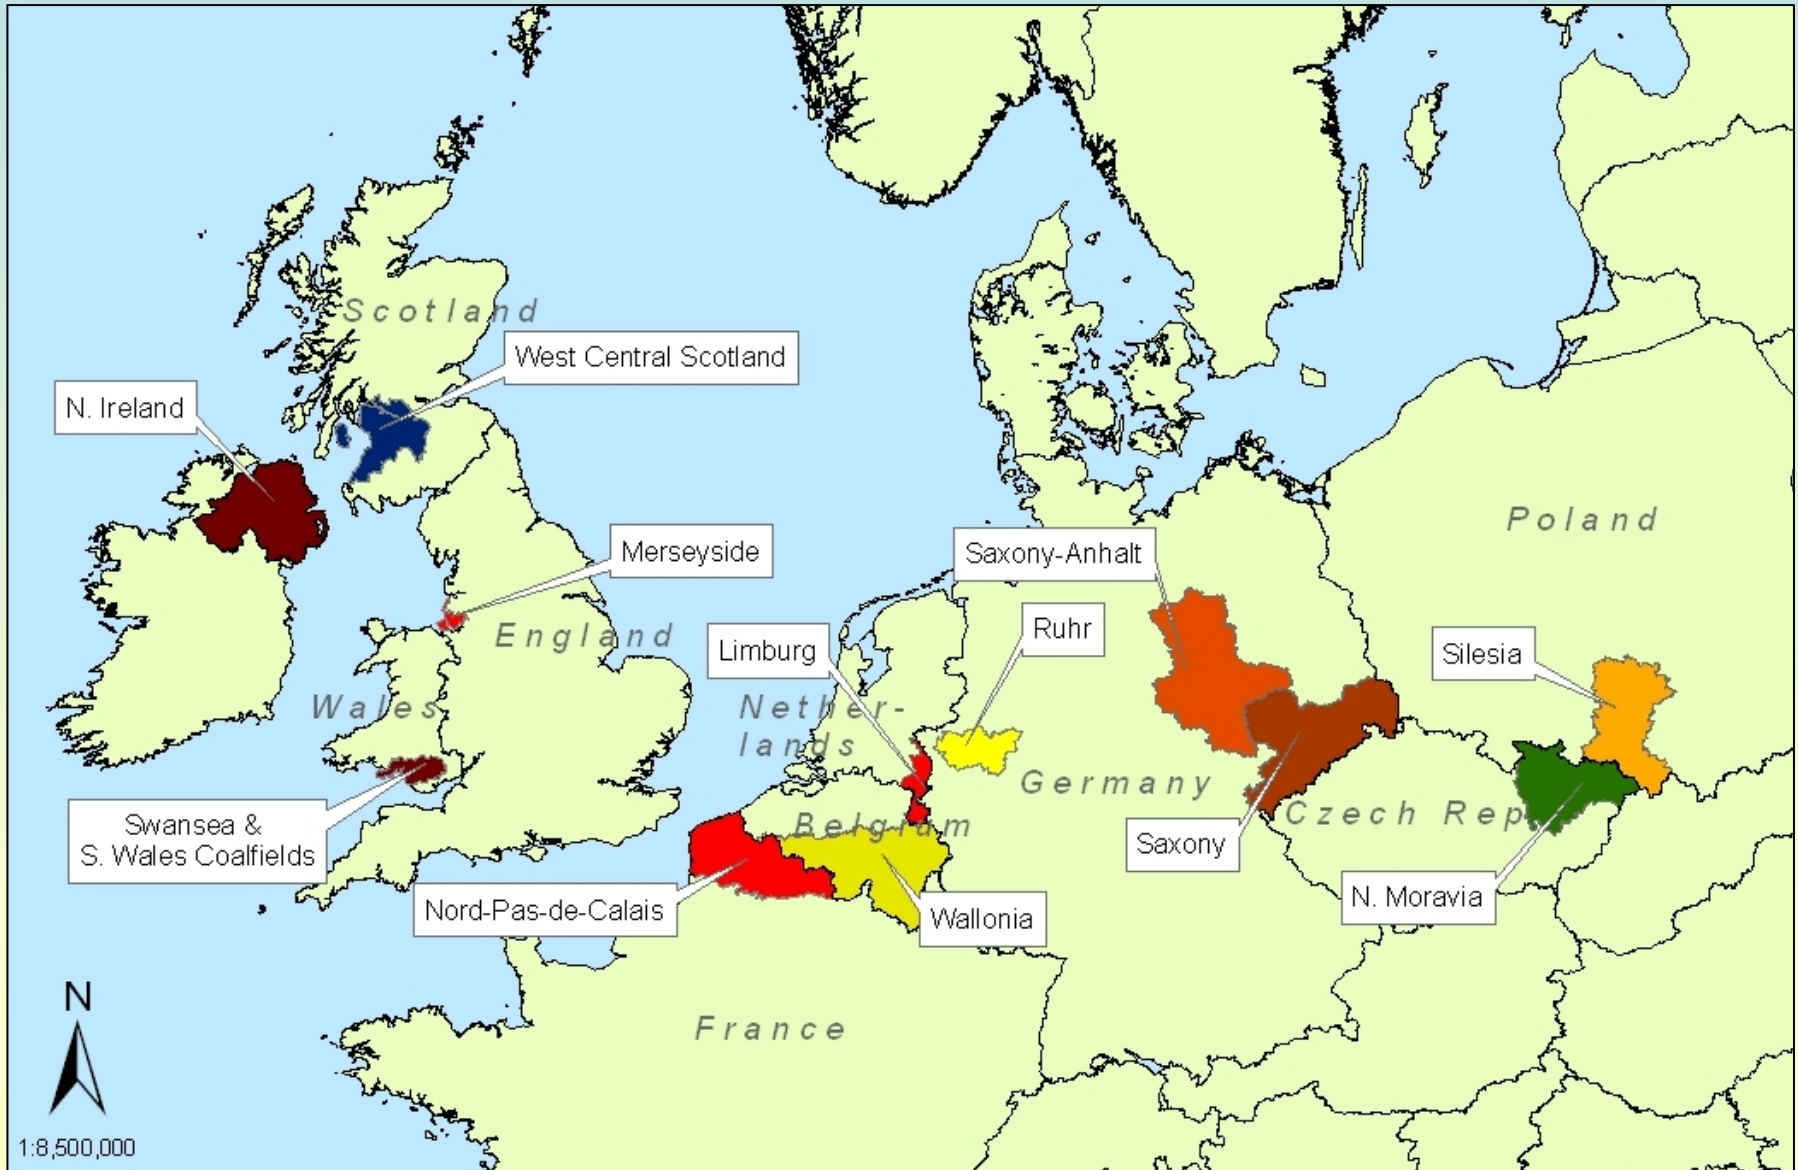 Scotland
West Central Scotland
N. Ireland
Poland
Merseyside
Saxony-Anhalt
Ruhr
England
Limburg
Silesia
Wales
Nether-
lands
Germany
Czech Rep
Belgium
Swansea &
S. Wales Coalfields
Saxony
N. Moravia
Nord-Pas-de-Calais
Wallonia
N
France
1:8,500,000